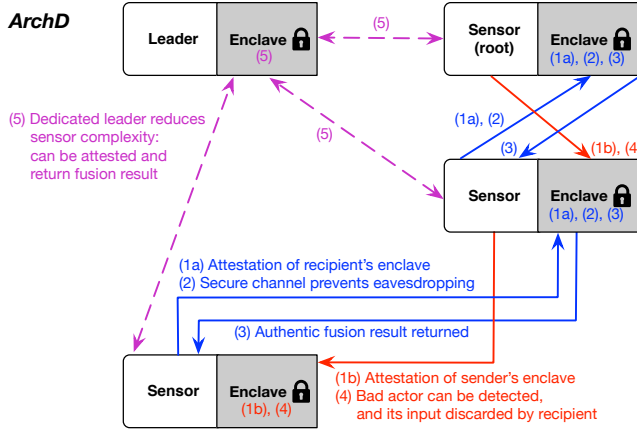 ArchD
Leader
Enclave
(5)
(5)
Sensor
(root)
Enclave
(1a), (2), (3)
(5) Dedicated leader reduces
sensor complexity:
can be attested and
return fusion result
(5)
(1a), (2)
(3)
(1b), (4)
Sensor
Enclave
(1a), (2), (3)
(1a) Attestation of recipient's enclave
(2) Secure channel prevents eavesdropping
(3) Authentic fusion result returned
Sensor
Enclave
(1b), (4)
(1b) Attestation of sender's enclave
(4) Bad actor can be detected,
and its input discarded by recipient